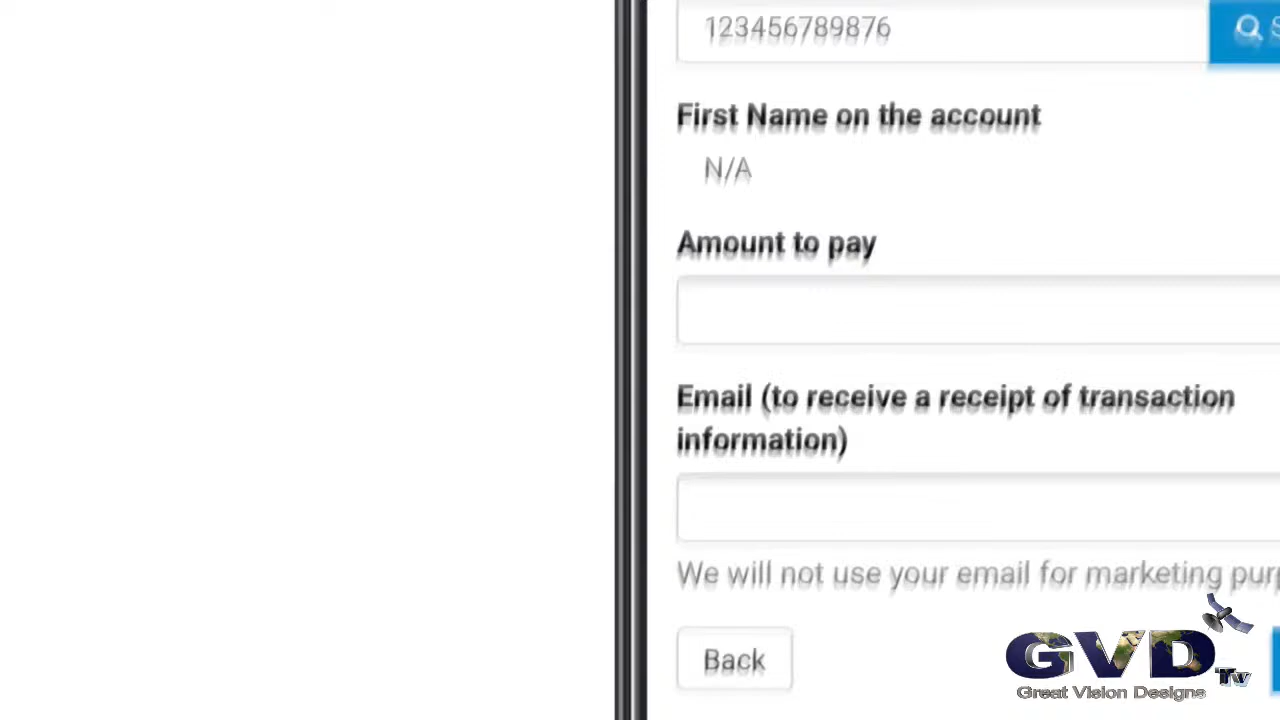 123456789876
First Name on the account
N/A
Amount to pay
Email (to receive a receipt of transaction
information)
We will not use your email for marketing
Back
GVD
Tv
Great Vision Designs